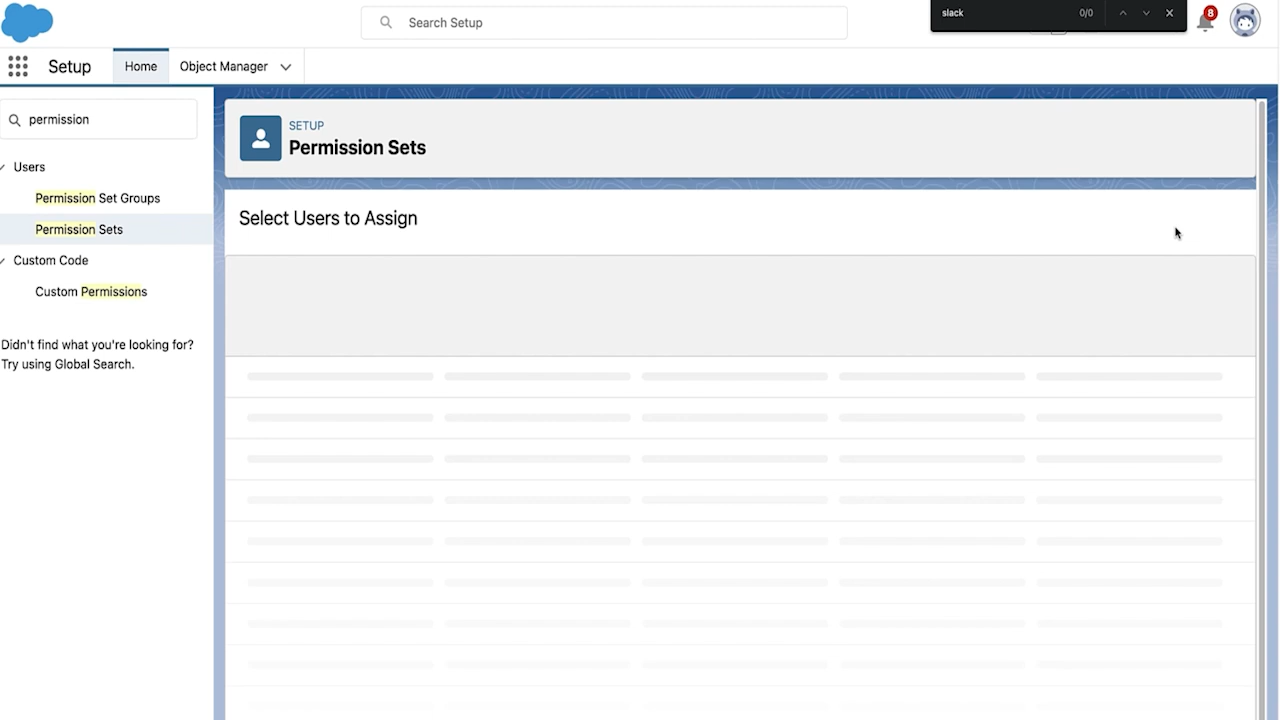 Search Setup
slack
0/0
8
Setup
Home
Object Manager
permission
SETUP
Permission Sets
Users
Permission Set Groups
Permission Sets
Custom Code
Custom Permissions
Didn't find what you're looking for?
Try using Global Search.
Select Users to Assign